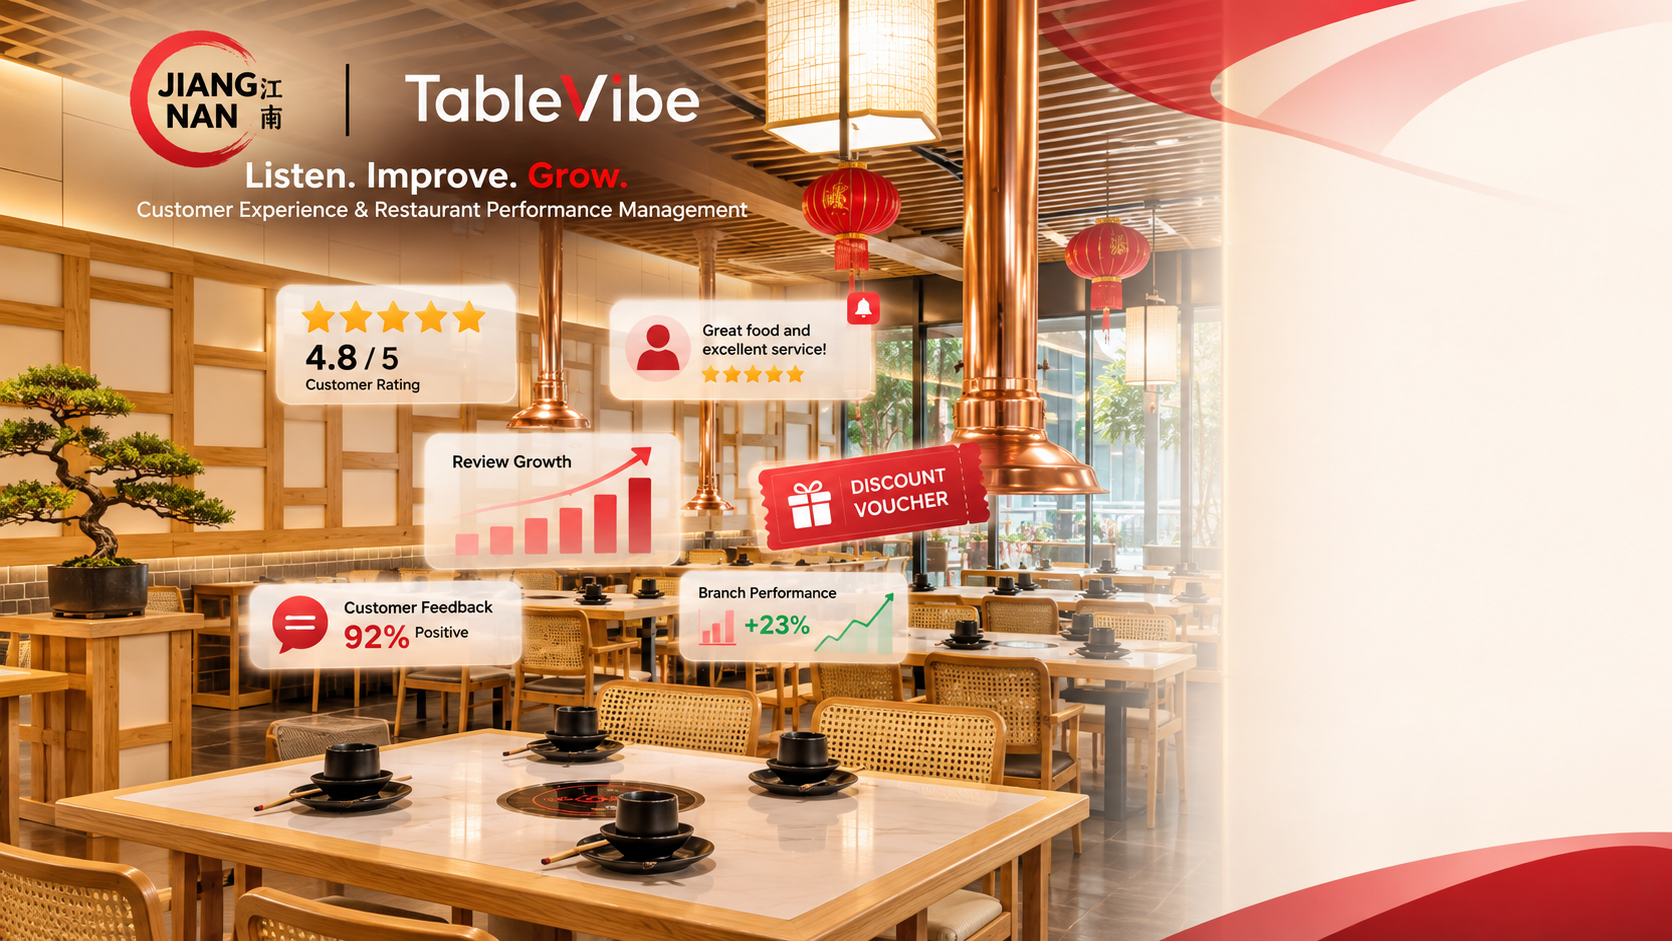 JIANG 江
NAN 南
TableVibe
Listen. Improve. Grow.
Customer Experience & Restaurant Performance Management
4.8 / 5
Customer Rating
Great food and
excellent service!
Review Growth
DISCOUNT
VOUCHER
Customer Feedback
92% Positive
Branch Performance
+23%